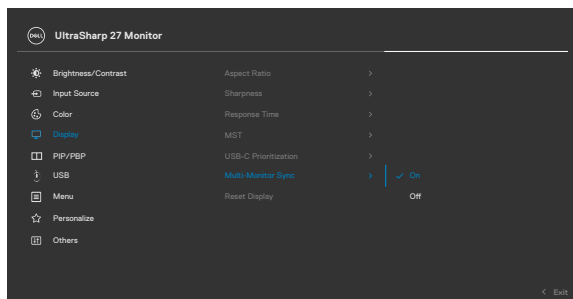 DELL UltraSharp 27 Monitor
Brightness/Contrast Aspect Ratio >
Input Source Sharpness >
Color Response Time >
Display MST >
PIP/PBP USB-C Prioritization >
USB Multi-Monitor Sync > ✓ On
Menu Reset Display Off
Personalize
Others
< Exit